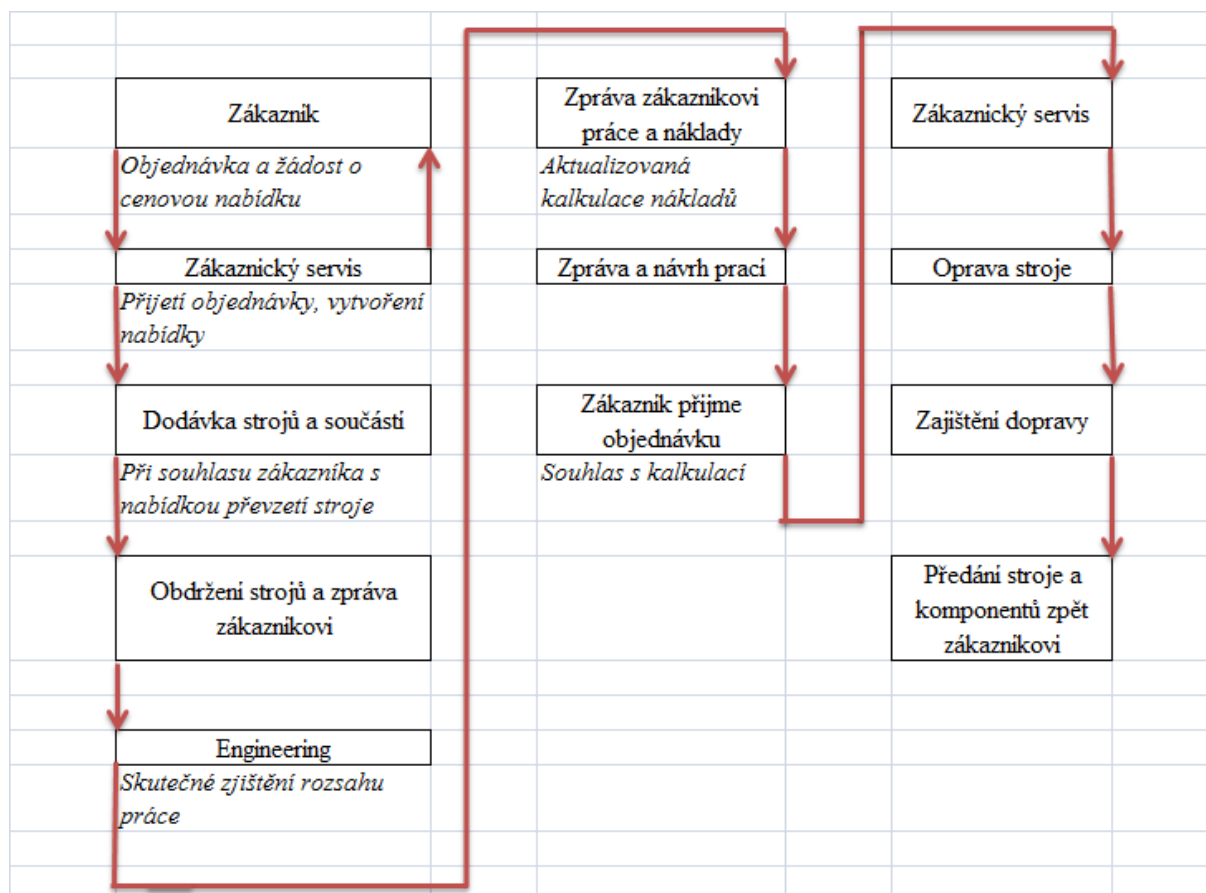 Zákazník
Objednávka a žádost o
cenovou nabídku
Zákaznický servis
Přijetí objednávky, vytvoření
nabídky
Dodávka strojů a součástí
Při souhlasu zákazníka s
nabídkou převzetí stroje
Obdržení strojů a zpráva
zákazníkovi
Engineering
Skutečné zjištění rozsahu
práce
Zpráva zákazníkovi
práce a náklady
Aktualizovaná
kalkulace nákladů
Zpráva a návrh prací
Zákazník přijme
objednávku
Souhlas s kalkulací
Zákaznický servis
Oprava stroje
Zajištění dopravy
Předání stroje a
komponentů zpět
zákazníkovi